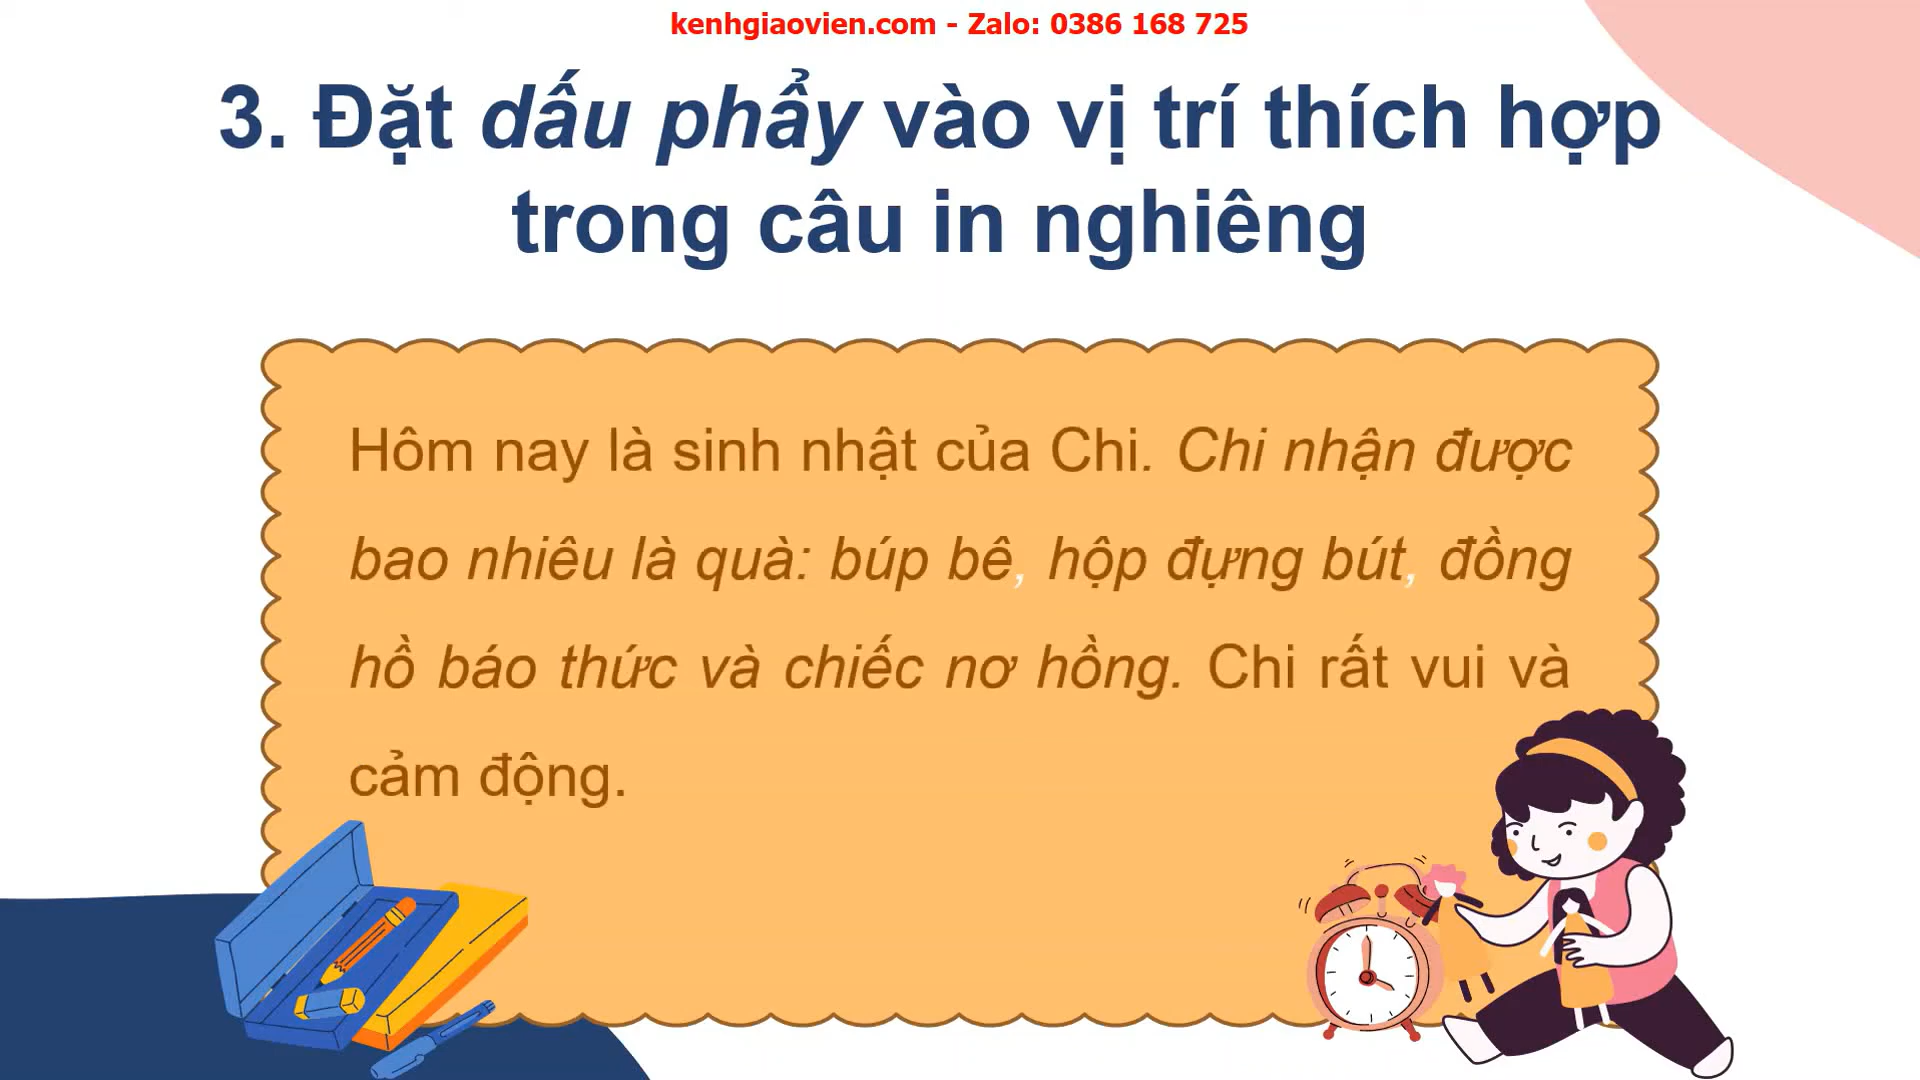 kenhgiaovien.com - Zalo: 0386 168 725
3. Đặt dấu phẩy vào vị trí thích hợp
trong câu in nghiêng
Hôm nay là sinh nhật của Chi. Chi nhận được
bao nhiêu là quà: búp bê, hộp đựng bút, đồng
hồ báo thức và chiếc nơ hồng. Chi rất vui và
cảm động.